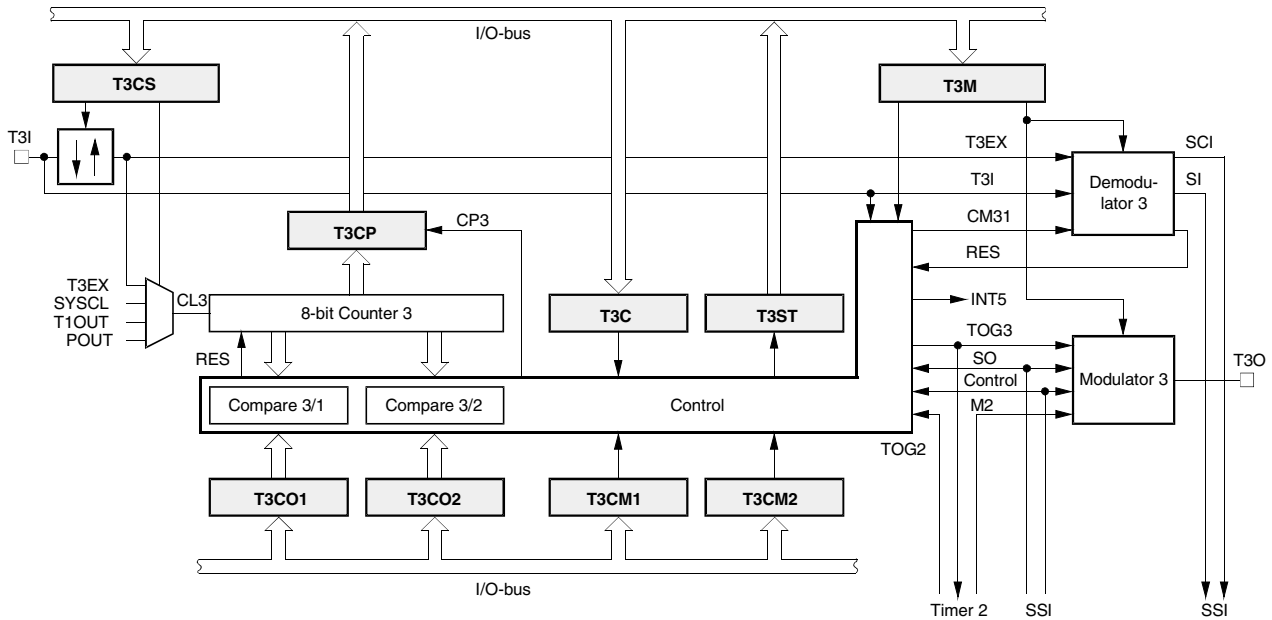 I/O-bus
T3CS
T3M
T3I
T3EX
SCI
T3I
SI
Demodu-
lator 3
CM31
T3CP
CP3
RES
T3EX
SYSCL
T1OUT
POUT
CL3
8-bit Counter 3
T3C
T3ST
INT5
TOG3
RES
SO
Modulator 3
T3O
Control
Compare 3/1
Compare 3/2
Control
M2
TOG2
T3CO1
T3CO2
T3CM1
T3CM2
I/O-bus
Timer 2
SSI
SSI